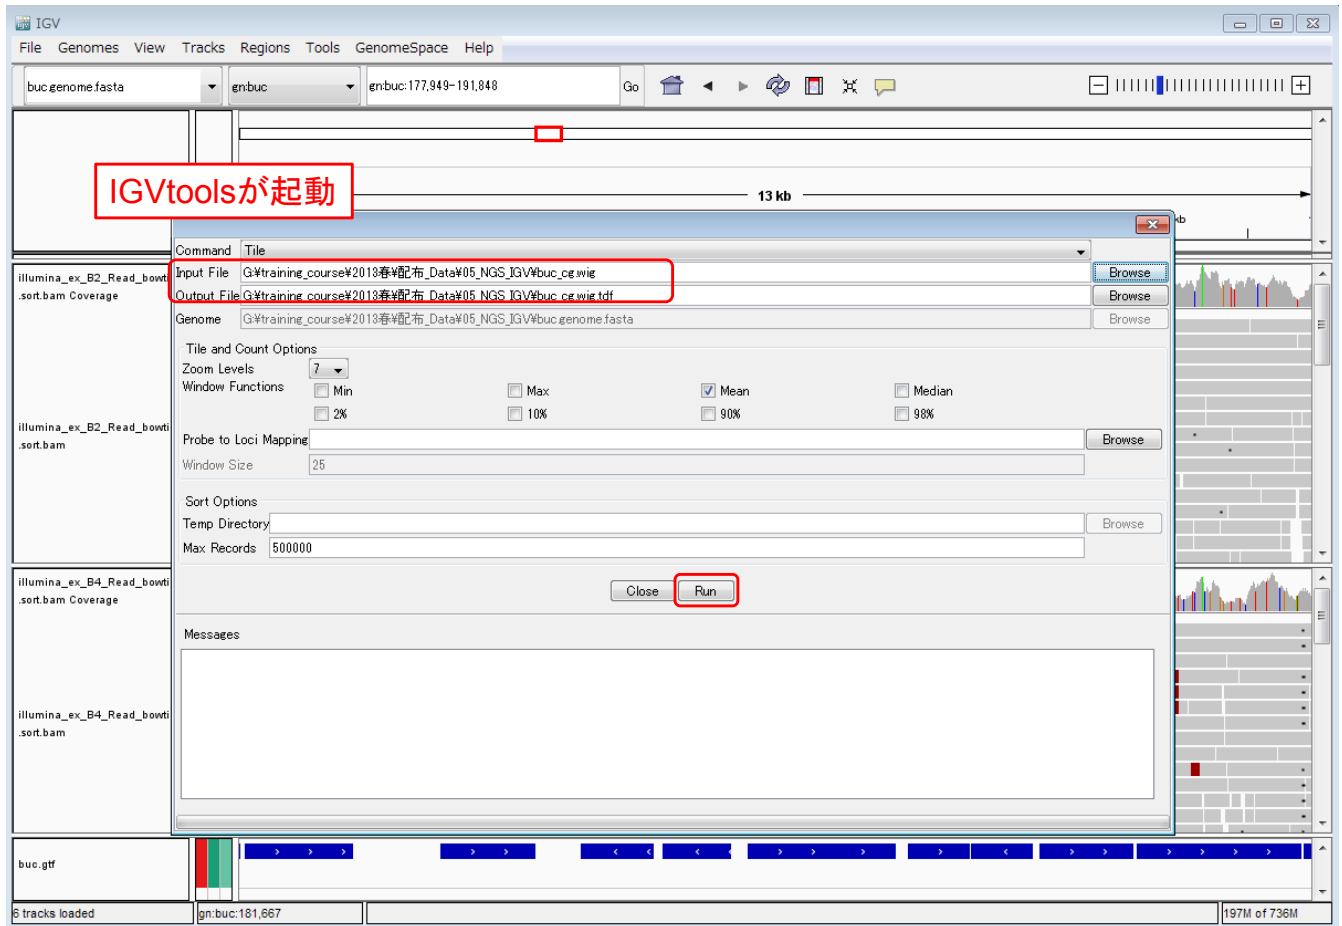 IGV
File Genomes View Tracks Regions Tools GenomeSpace Help
buc.genome.fasta gn:buc gn:buc:177,949-191,848 Go
IGVtoolsが起動
13 kb
kb
Command Tile
Input File G:¥training_course¥2013春¥配布_Data¥05_NGS_IGV¥buc_cg.wig Browse
Output File G:¥training_course¥2013春¥配布_Data¥05_NGS_IGV¥buc_cg.wig.tdf Browse
Genome G:¥training_course¥2013春¥配布_Data¥05_NGS_IGV¥buc.genome.fasta Browse
Tile and Count Options
Zoom Levels 7
Window Functions Min Max Mean Median
2% 10% 90% 98%
Probe to Loci Mapping Browse
Window Size 25
Sort Options
Temp Directory Browse
Max Records 500000
Close Run
Messages
illumina_ex_B2_Read_bowti
.sort.bam Coverage
illumina_ex_B2_Read_bowti
.sort.bam
illumina_ex_B4_Read_bowti
.sort.bam Coverage
illumina_ex_B4_Read_bowti
.sort.bam
buc.gtf
6 tracks loaded gn:buc:181,667 197M of 736M